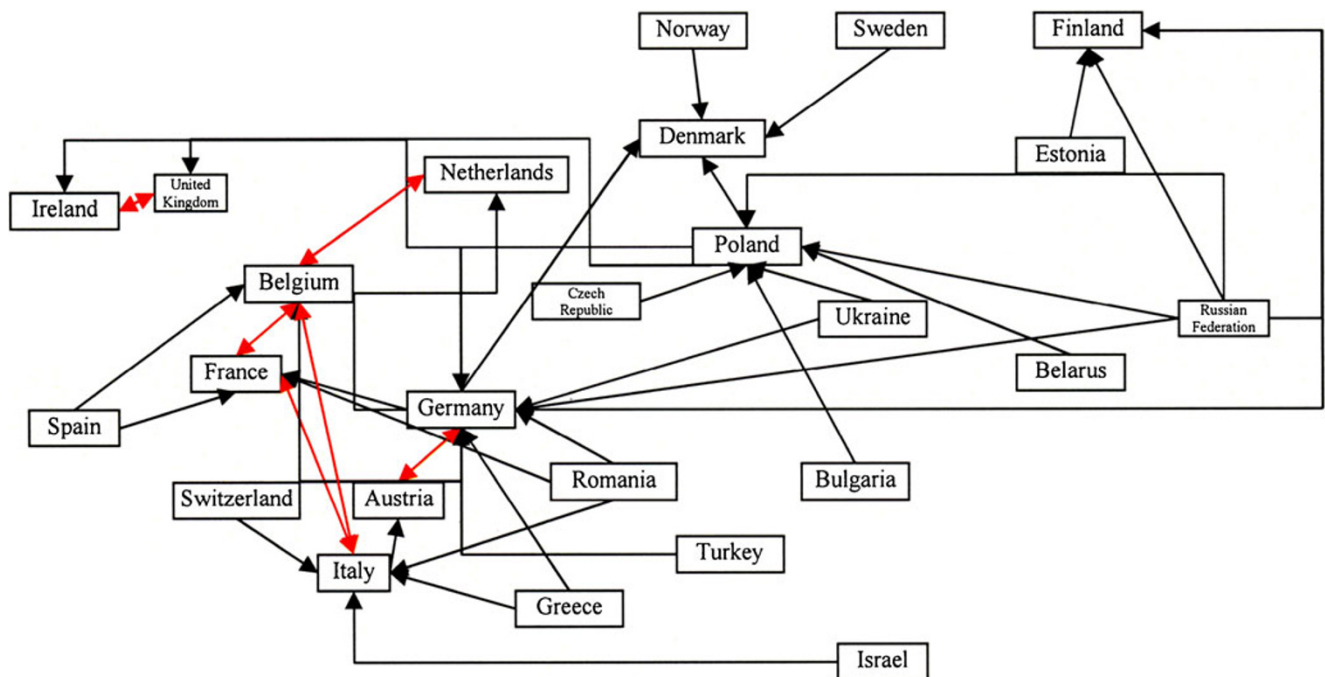 Norway
Sweden
Finland
Denmark
Estonia
Netherlands
United
Kingdom
Ireland
Poland
Belgium
Czech
Republic
Ukraine
Russian
Federation
France
Belarus
Germany
Spain
Romania
Bulgaria
Switzerland
Austria
Turkey
Italy
Greece
Israel